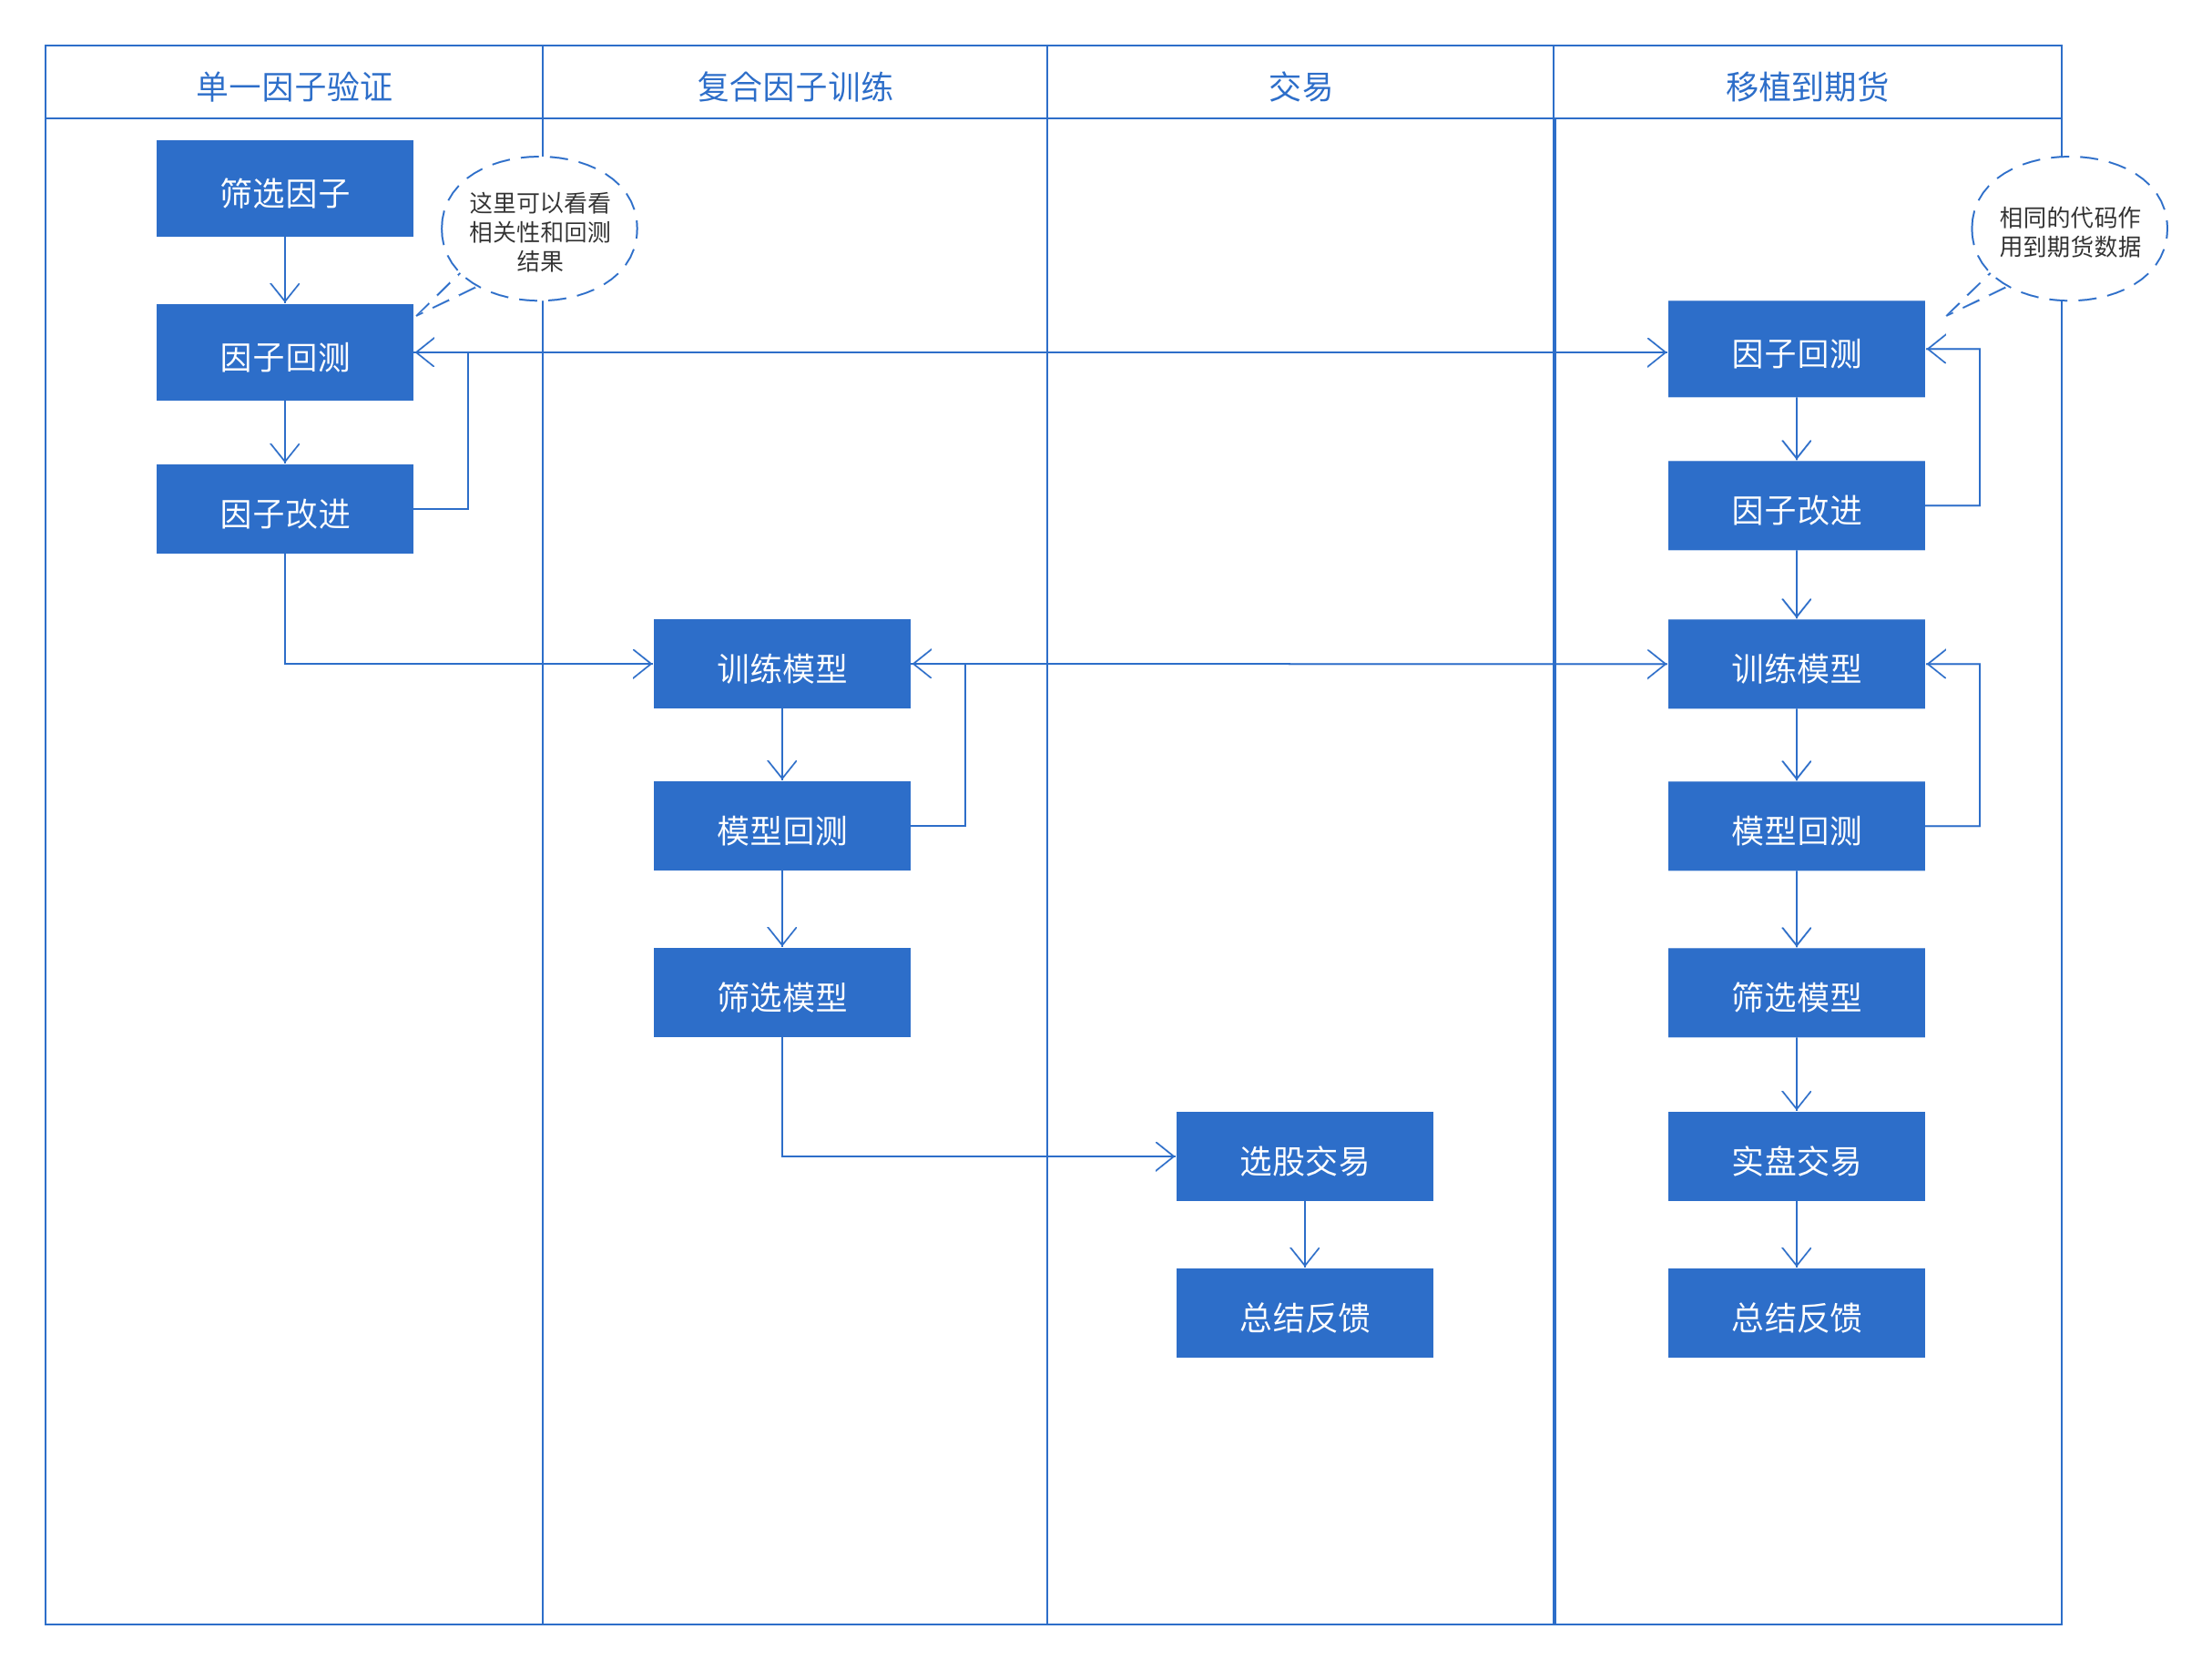 单一因子验证
复合因子训练
交易
移植到期货
筛选因子
这里可以看看
相关性和回测
结果
相同的代码作
用到期货数据
因子回测
因子回测
因子改进
因子改进
训练模型
训练模型
模型回测
模型回测
筛选模型
筛选模型
选股交易
实盘交易
总结反馈
总结反馈